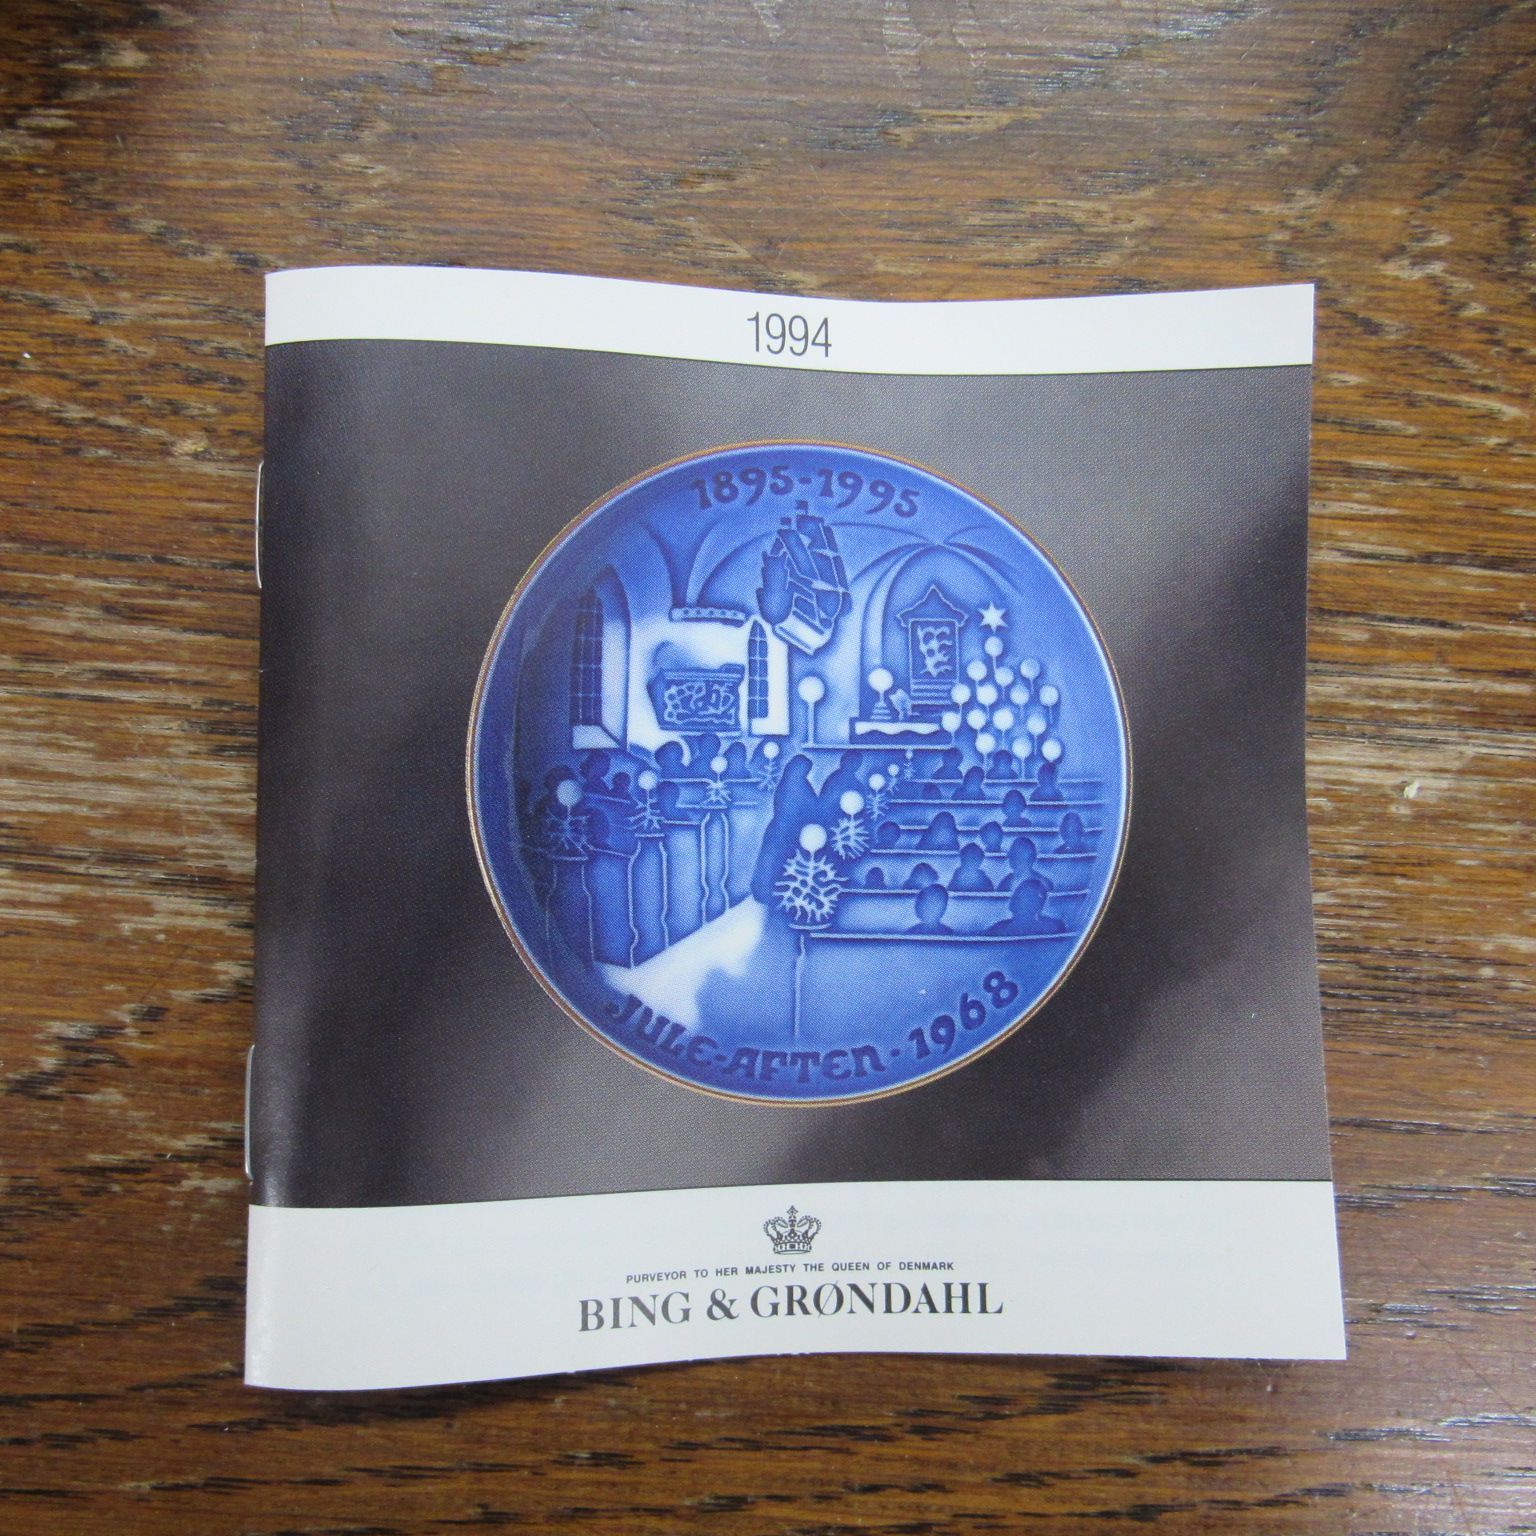 1994
1895-1995
JULE-AFTEN·1968
PURVEYOR TO HER MAJESTY THE QUEEN OF DENMARK
BING & GRØNDAHL